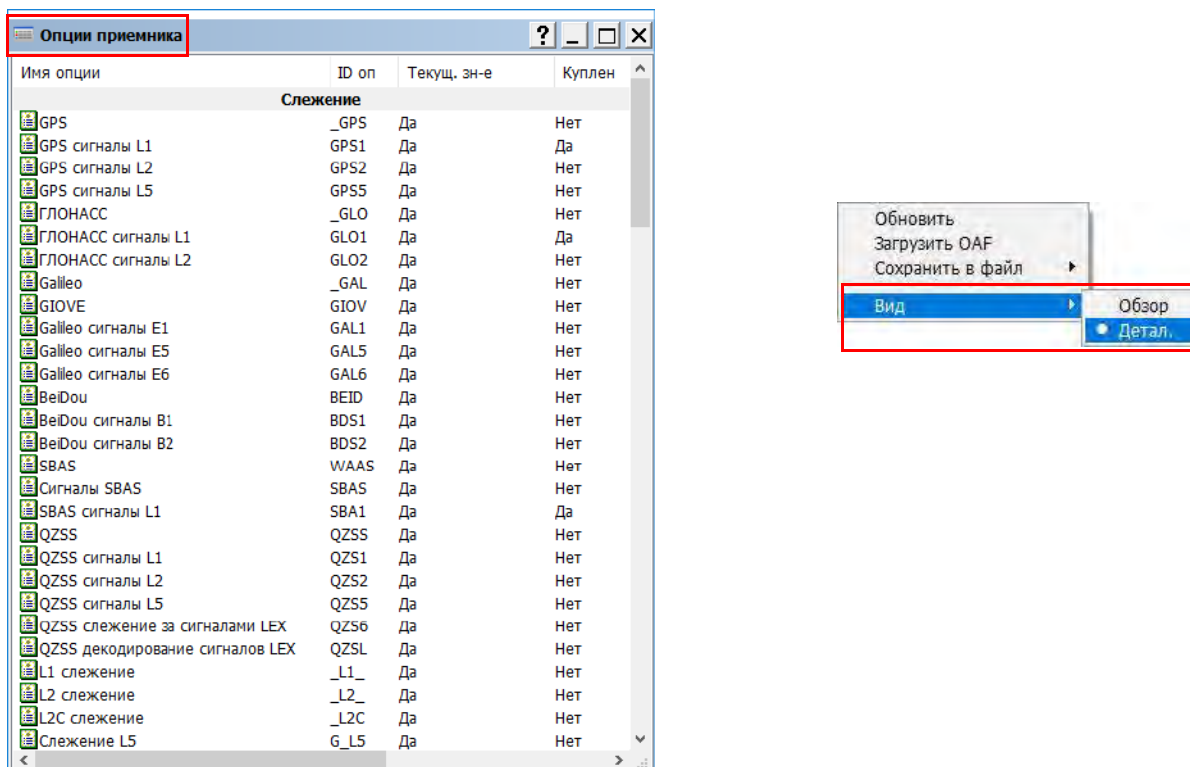 Опции приемника
Имя опции ID оп Текущ. зн-е Куплен
Слежение
GPS _GPS Да Нет
GPS сигналы L1 GPS1 Да Да
GPS сигналы L2 GPS2 Да Нет
GPS сигналы L5 GPS5 Да Нет
ГЛОНАСС _GLO Да Нет
ГЛОНАСС сигналы L1 GLO1 Да Да
ГЛОНАСС сигналы L2 GLO2 Да Нет
Galileo _GAL Да Нет
GIOVE GIOV Да Нет
Galileo сигналы E1 GAL1 Да Нет
Galileo сигналы E5 GAL5 Да Нет
Galileo сигналы E6 GAL6 Да Нет
BeiDou BEID Да Нет
BeiDou сигналы B1 BDS1 Да Нет
BeiDou сигналы B2 BDS2 Да Нет
SBAS WAAS Да Нет
Сигналы SBAS SBAS Да Нет
SBAS сигналы L1 SBA1 Да Да
QZSS QZSS Да Нет
QZSS сигналы L1 QZS1 Да Нет
QZSS сигналы L2 QZS2 Да Нет
QZSS сигналы L5 QZS5 Да Нет
QZSS слежение за сигналами LEX QZS6 Да Нет
QZSS декодирование сигналов LEX QZSL Да Нет
L1 слежение _L1_ Да Нет
L2 слежение _L2_ Да Нет
L2C слежение _L2C Да Нет
Слежение L5 G_L5 Да Нет
Обновить
Загрузить OAF
Сохранить в файл
Вид
Обзор
Детал.